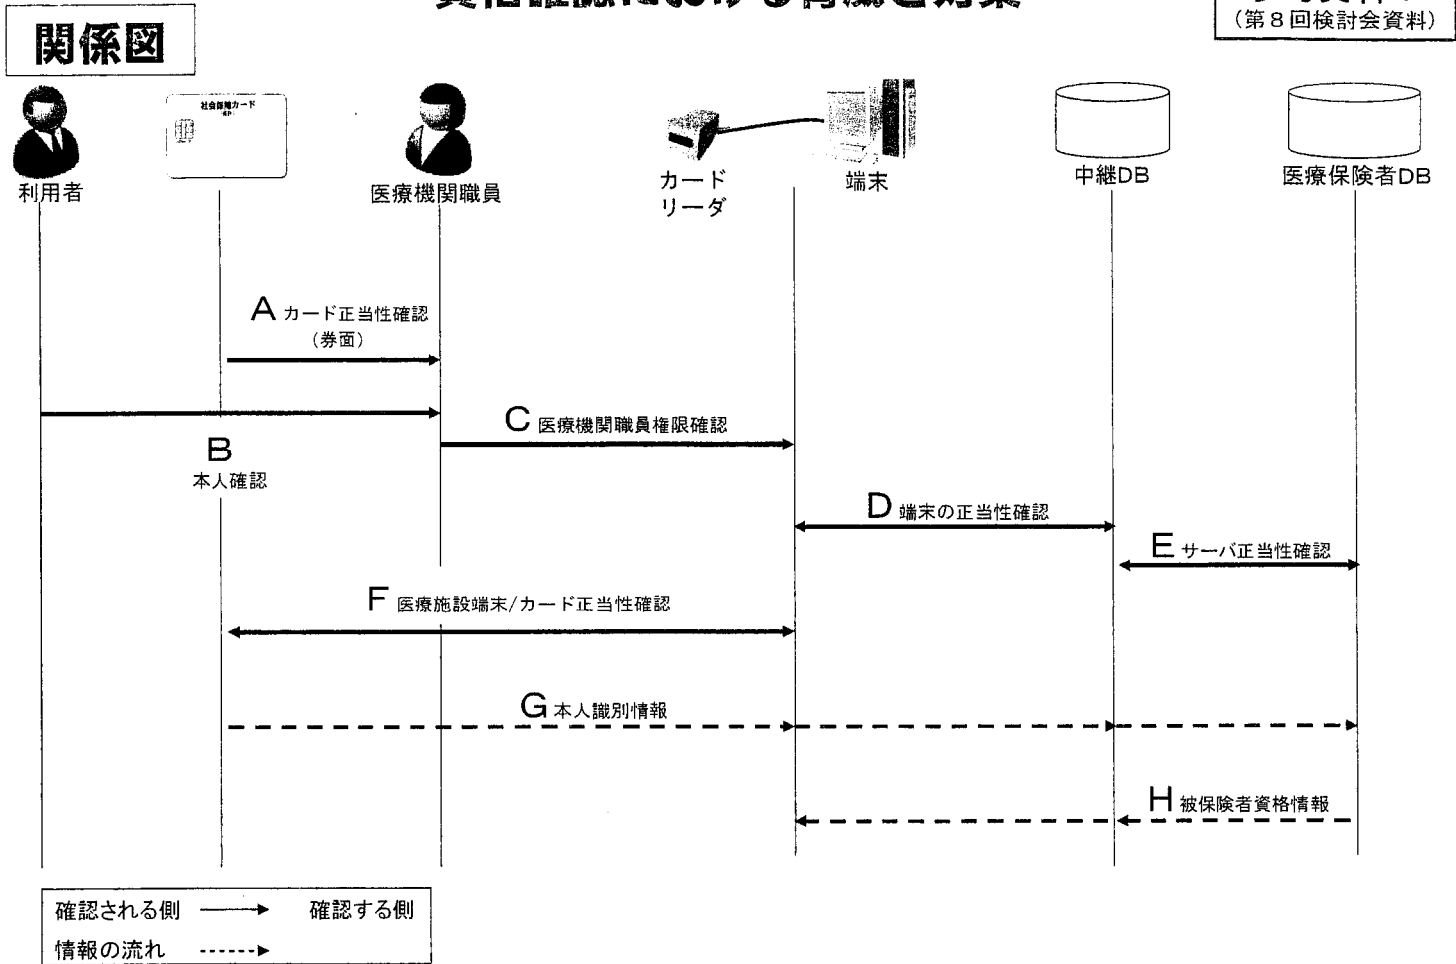 (第8回検討会資料)
関係図
社会保障カード
利用者
医療機関職員
カード
リーダ
端末
中継DB
医療保険者DB
A カード正当性確認
(券面)
B
本人確認
C 医療機関職員権限確認
D 端末の正当性確認
E サーバ正当性確認
F 医療施設端末/カード正当性確認
G 本人識別情報
H 被保険者資格情報
確認される側 確認する側
情報の流れ